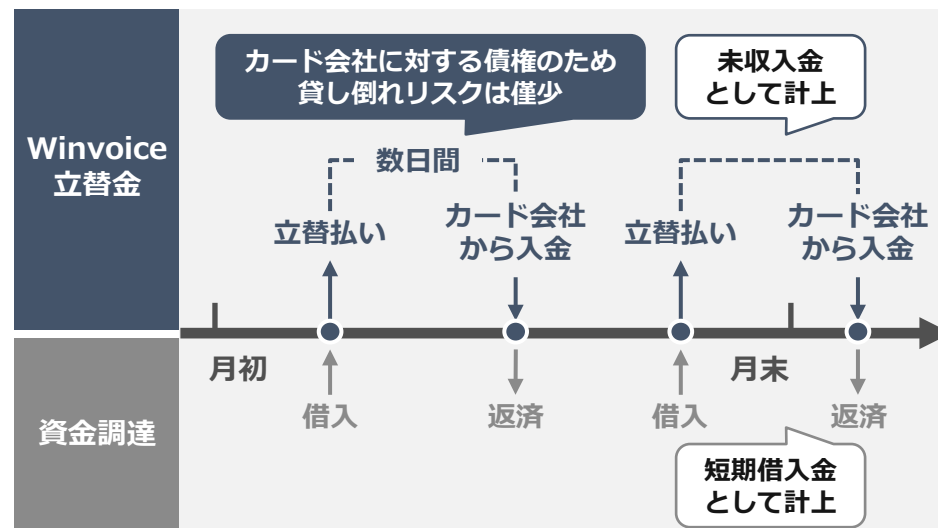 カード会社に対する債権のため
貸し倒れリスクは僅少
未収入金
として計上
Winvoice
立替金
数日間
立替払い
カード会社
から入金
立替払い
カード会社
から入金
月初
月末
資金調達
借入
返済
借入
返済
短期借入金
として計上